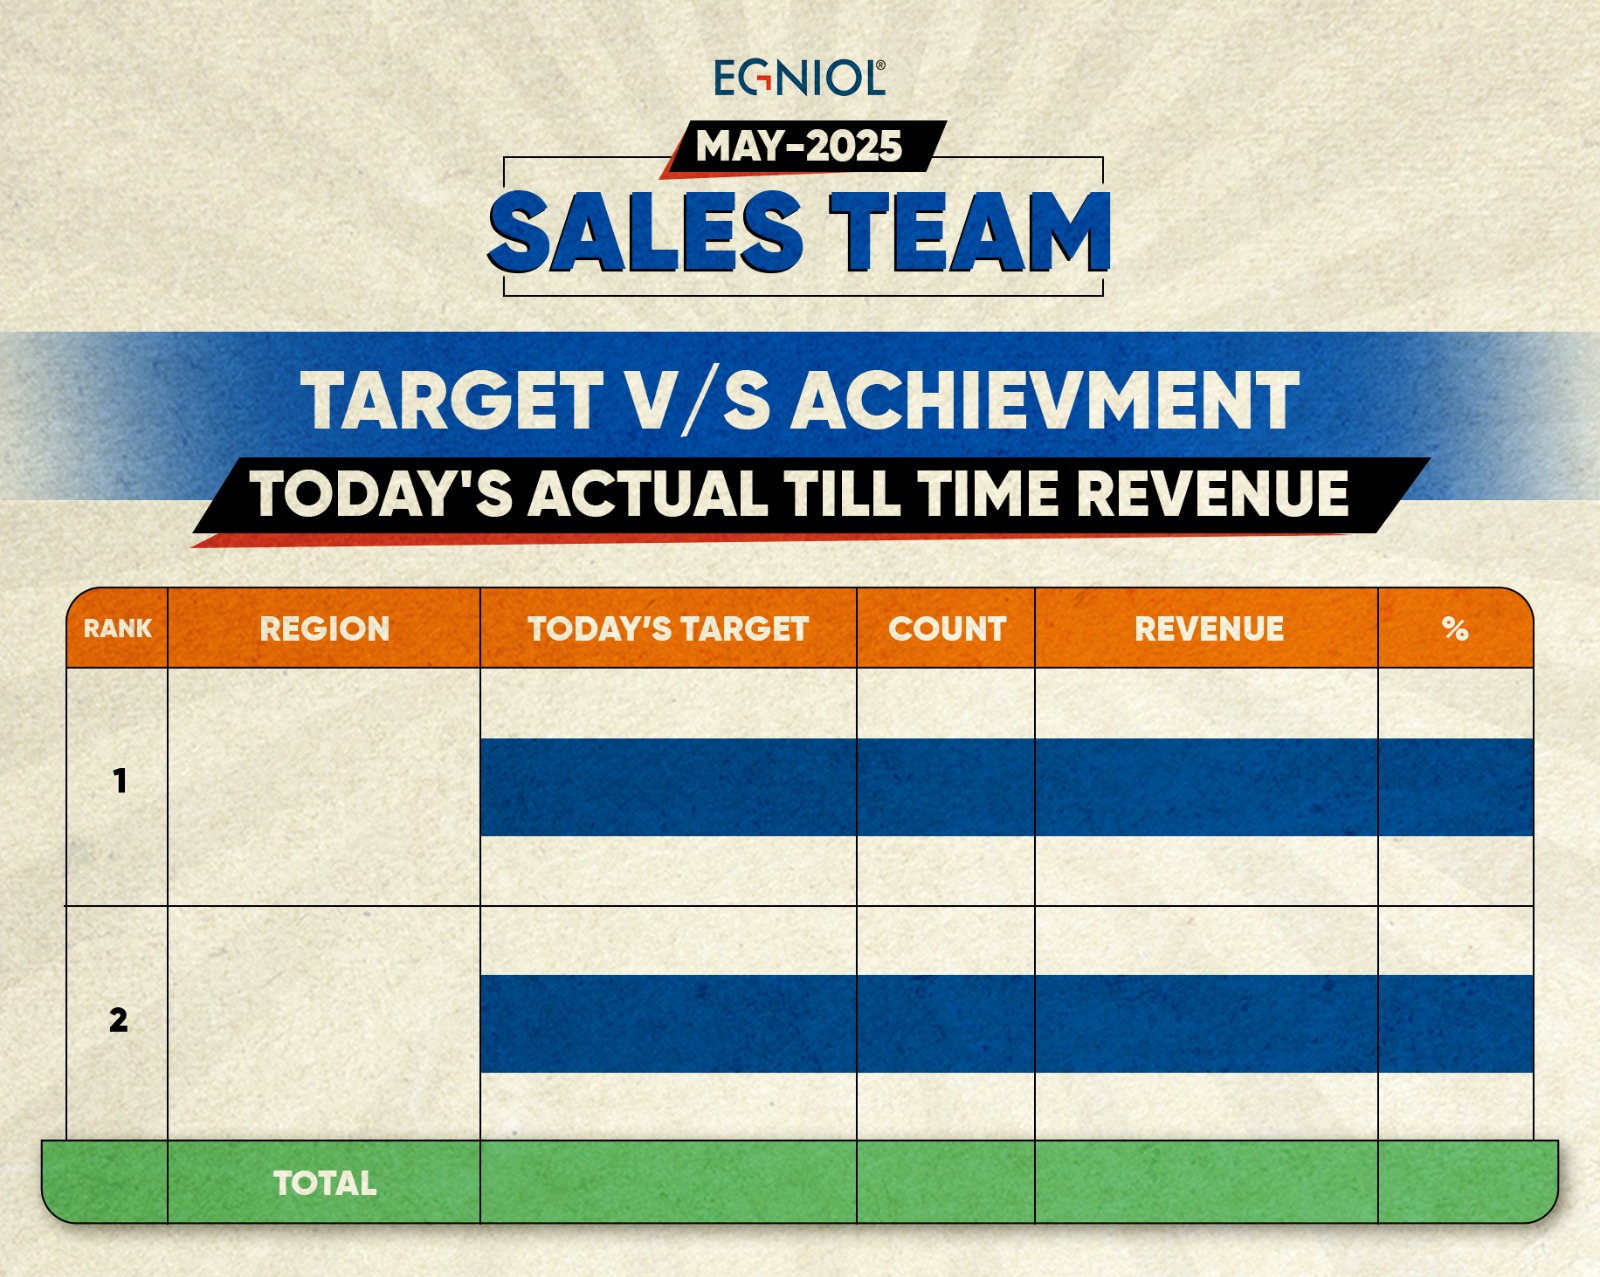 EGNIOL®
MAY-2025
SALES TEAM
TARGET V/S ACHIEVMENT
TODAY'S ACTUAL TILL TIME REVENUE
RANK REGION TODAY’S TARGET COUNT REVENUE %
1
2
TOTAL